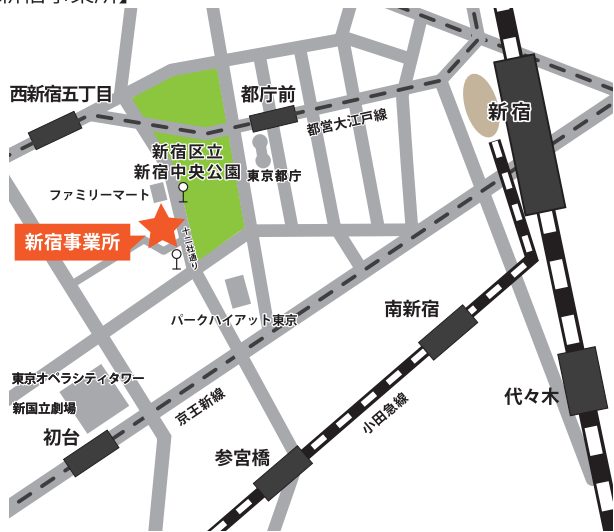 新宿事業所】
西新宿五丁目
都庁前
新宿
都営大江戸線
新宿区立
新宿中央公園
東京都庁
ファミリーマート
新宿事業所
十二社通り
パークハイアット東京
南新宿
東京オペラシティタワー
新国立劇場
代々木
京王新線
小田急線
初台
参宮橋